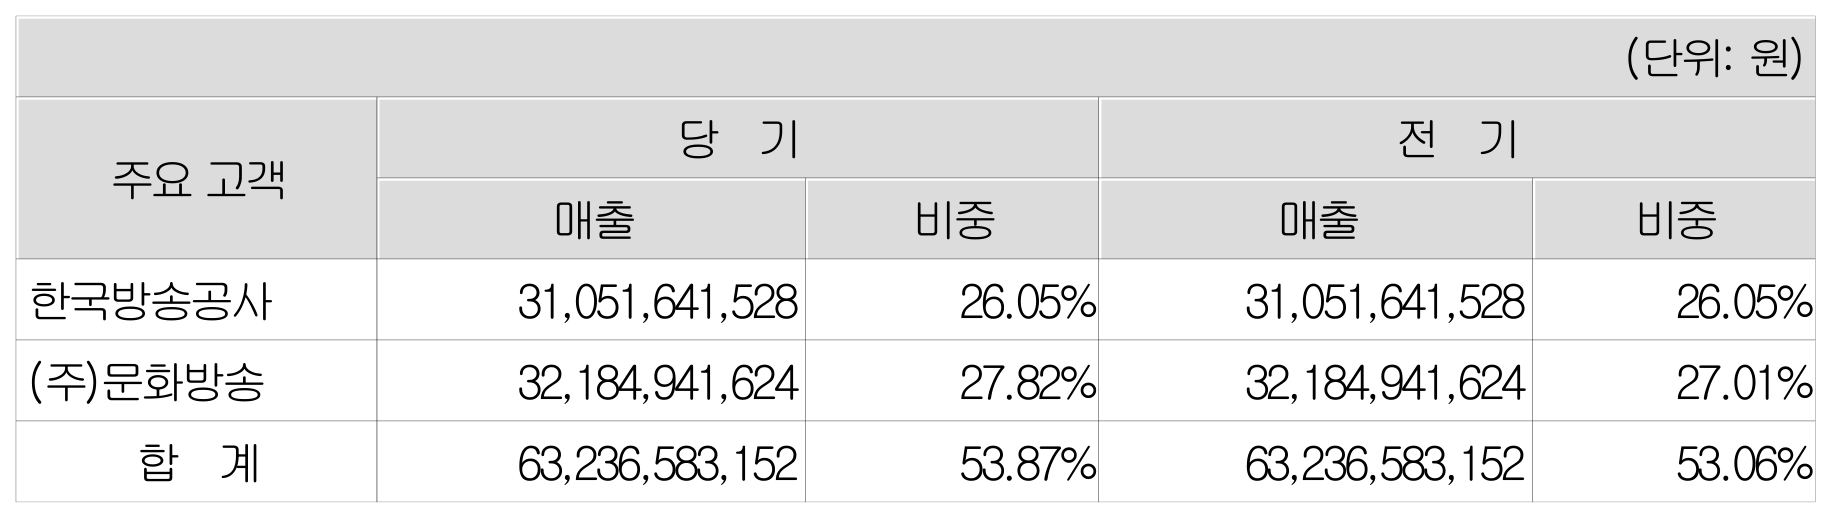 (단위: 원)
주요 고객 당 기 전 기
매출 비중 매출 비중
한국방송공사 31,051,641,528 26.05% 31,051,641,528 26.05%
(주)문화방송 32,184,941,624 27.82% 32,184,941,624 27.01%
합 계 63,236,583,152 53.87% 63,236,583,152 53.06%